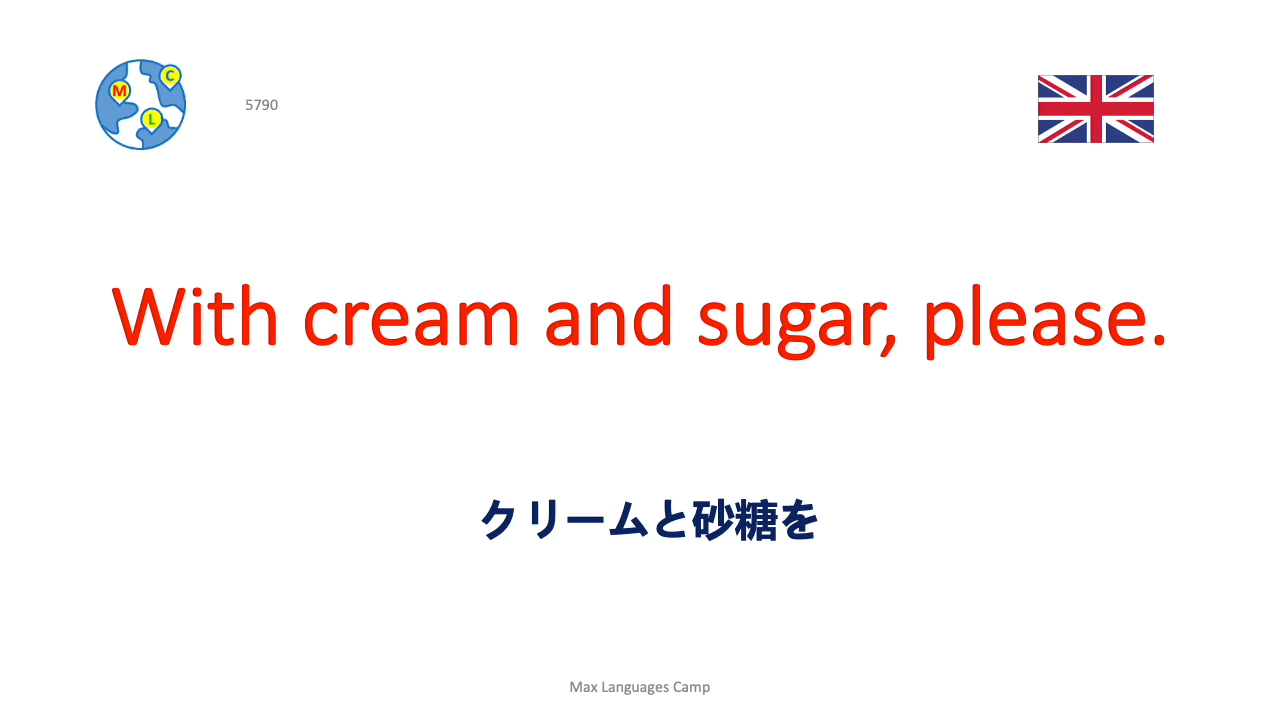 M
C
L
5790
With cream and sugar, please.
クリームと砂糖を
Max Languages Camp